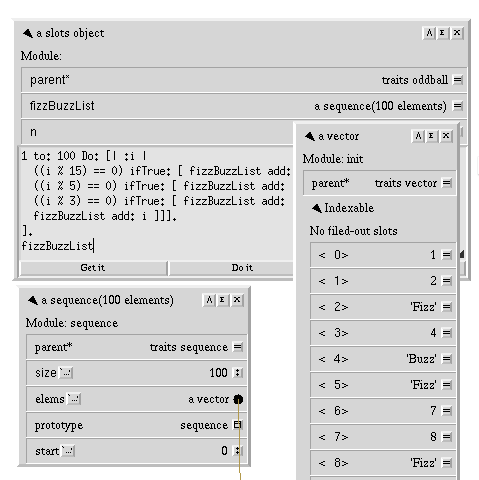 a slots object
Module:
parent* traits oddball
fizzBuzzList a sequence(100 elements)
n
1 to: 100 Do: [| :i |
((i % 15) == 0) ifTrue: [ fizzBuzzList add:
((i % 5) == 0) ifTrue: [ fizzBuzzList add:
((i % 3) == 0) ifTrue: [ fizzBuzzList add:
fizzBuzzList add: i ]]].
].
fizzBuzzList
Get it Do it
a vector
Module: init
parent* traits vector
Indexable
No filed-out slots
< 0> 1
< 1> 2
< 2> 'Fizz'
< 3> 4
< 4> 'Buzz'
< 5> 'Fizz'
< 6> 7
< 7> 8
< 8> 'Fizz'
a sequence(100 elements)
Module: sequence
parent* traits sequence
size 100
elems a vector
prototype sequence
start 0